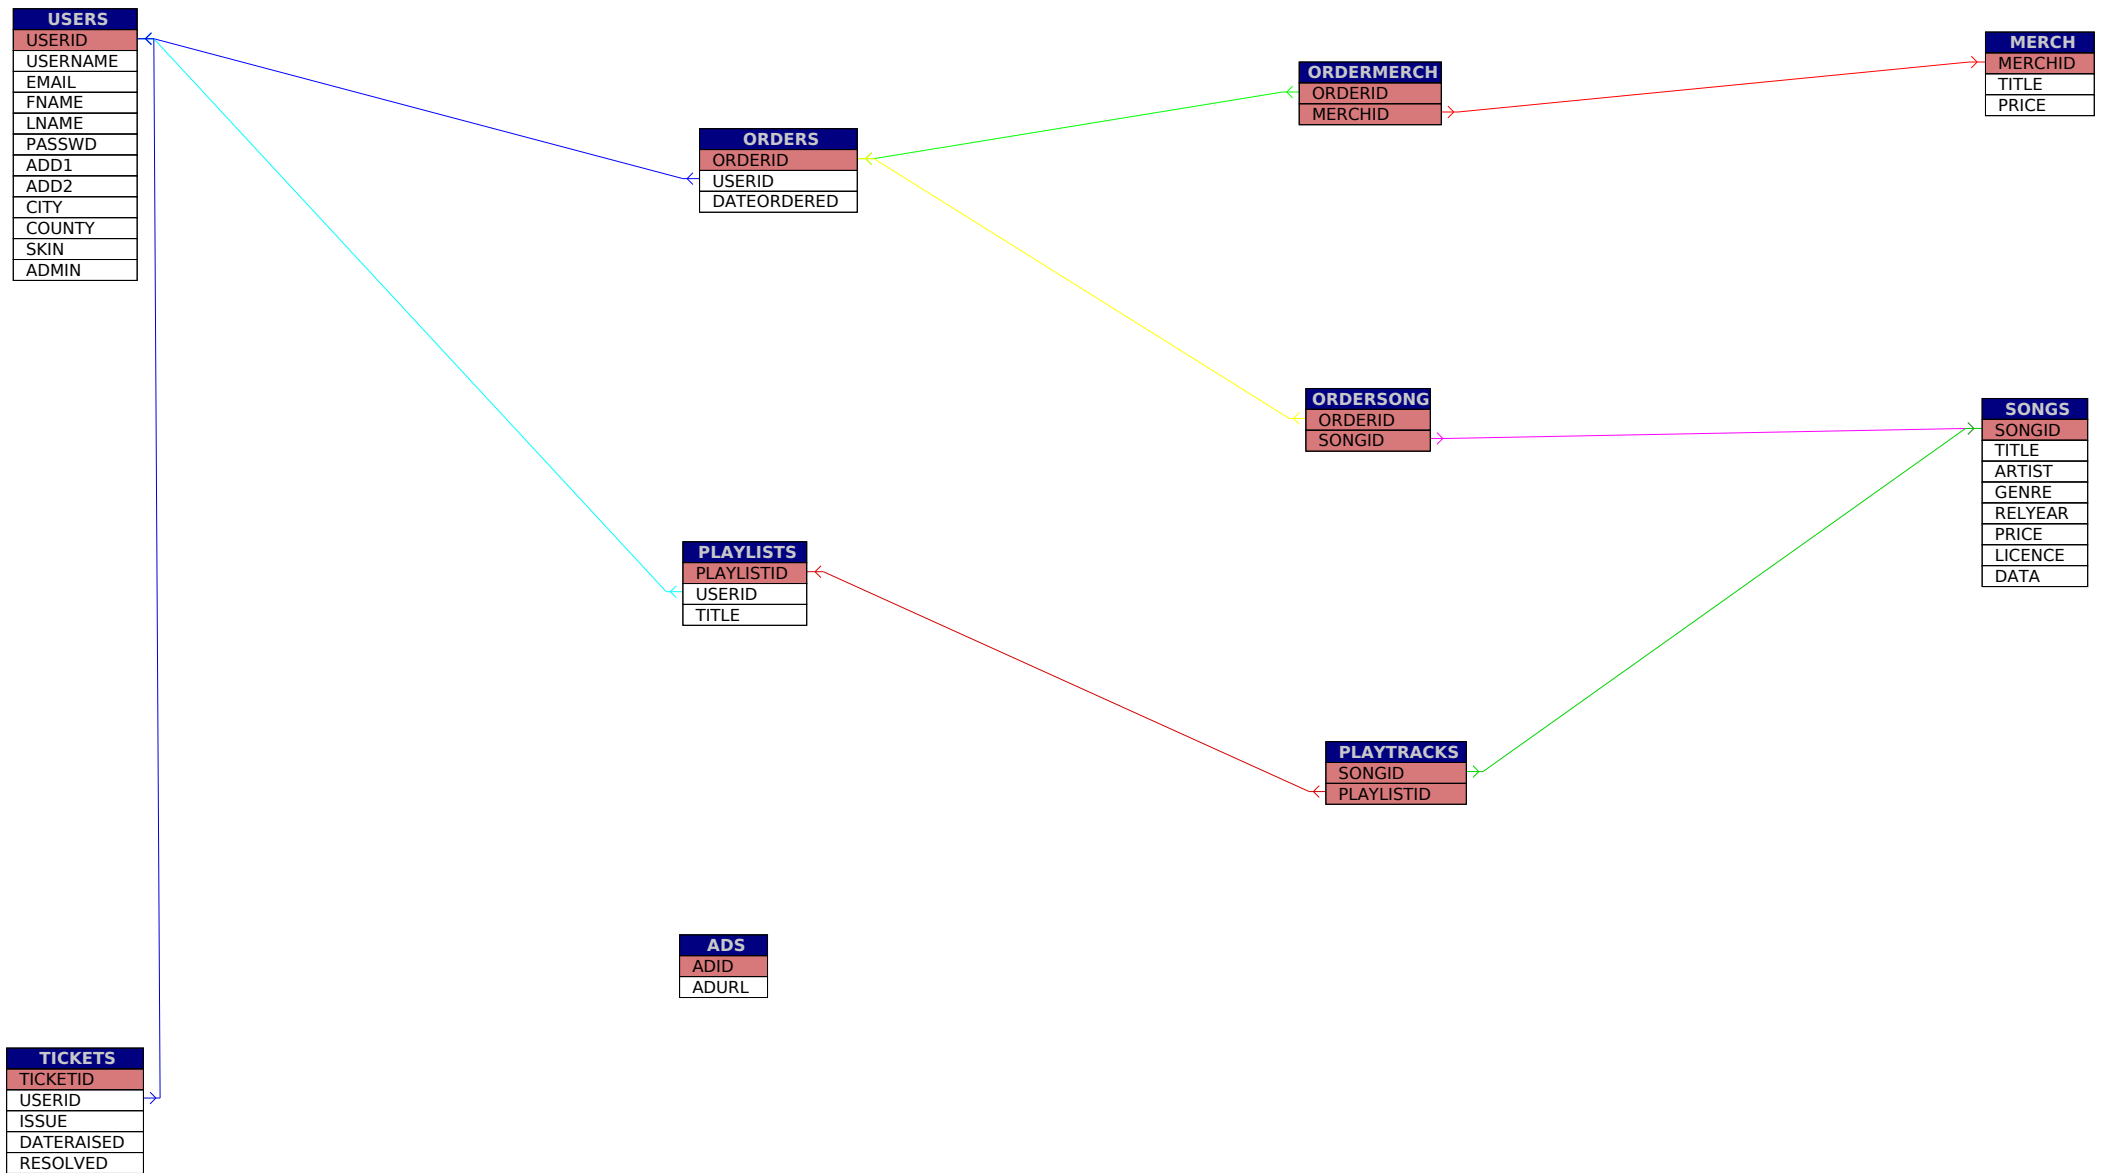 USERS
USERID
USERNAME
EMAIL
FNAME
LNAME
PASSWD
ADD1
ADD2
CITY
COUNTY
SKIN
ADMIN
ORDERS
ORDERID
USERID
DATEORDERED
ORDERMERCH
ORDERID
MERCHID
MERCH
MERCHID
TITLE
PRICE
ORDERSONG
ORDERID
SONGID
SONGS
SONGID
TITLE
ARTIST
GENRE
RELYEAR
PRICE
LICENCE
DATA
PLAYLISTS
PLAYLISTID
USERID
TITLE
PLAYTRACKS
SONGID
PLAYLISTID
ADS
ADID
ADURL
TICKETS
TICKETID
USERID
ISSUE
DATERAISED
RESOLVED